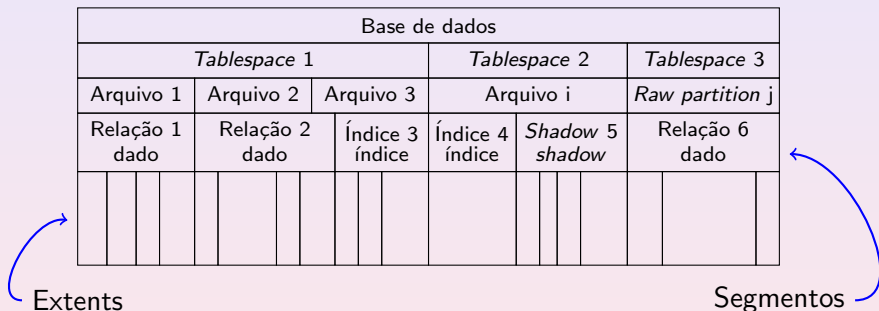 Base de dados
Tablespace 1 Tablespace 2 Tablespace 3
Arquivo 1 Arquivo 2 Arquivo 3 Arquivo i Raw partition j
Relação 1 Relação 2 Índice 3 Índice 4 Shadow 5 Relação 6
dado dado índice índice shadow dado
Extents Segmentos